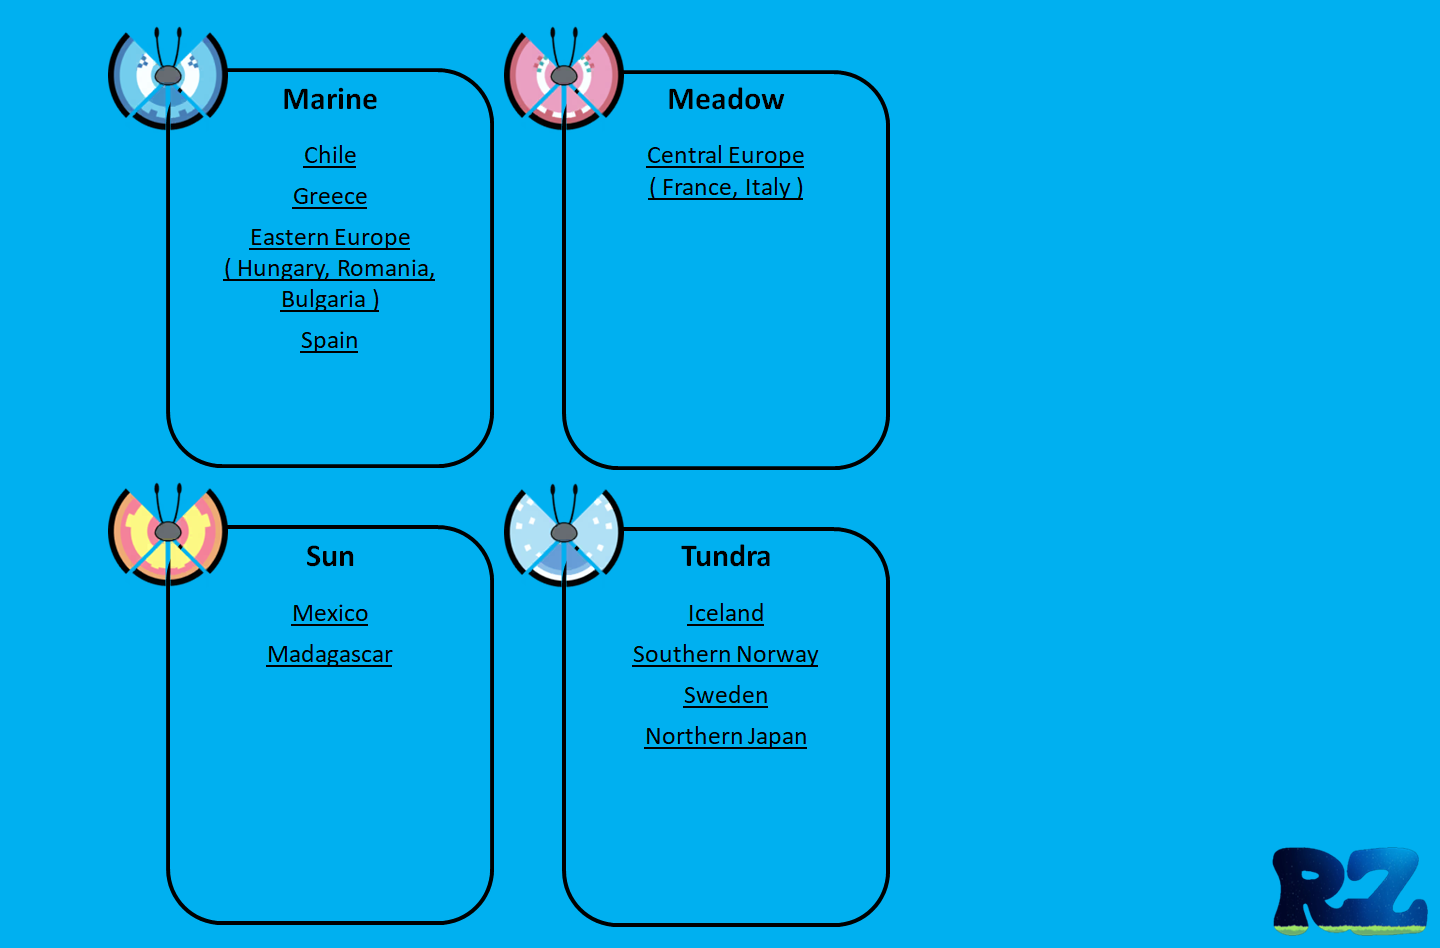 Marine
Chile
Greece
Eastern Europe
( Hungary, Romania,
Bulgaria )
Spain
Meadow
Central Europe
( France, Italy )
Sun
Mexico
Madagascar
Tundra
Iceland
Southern Norway
Sweden
Northern Japan
RZ